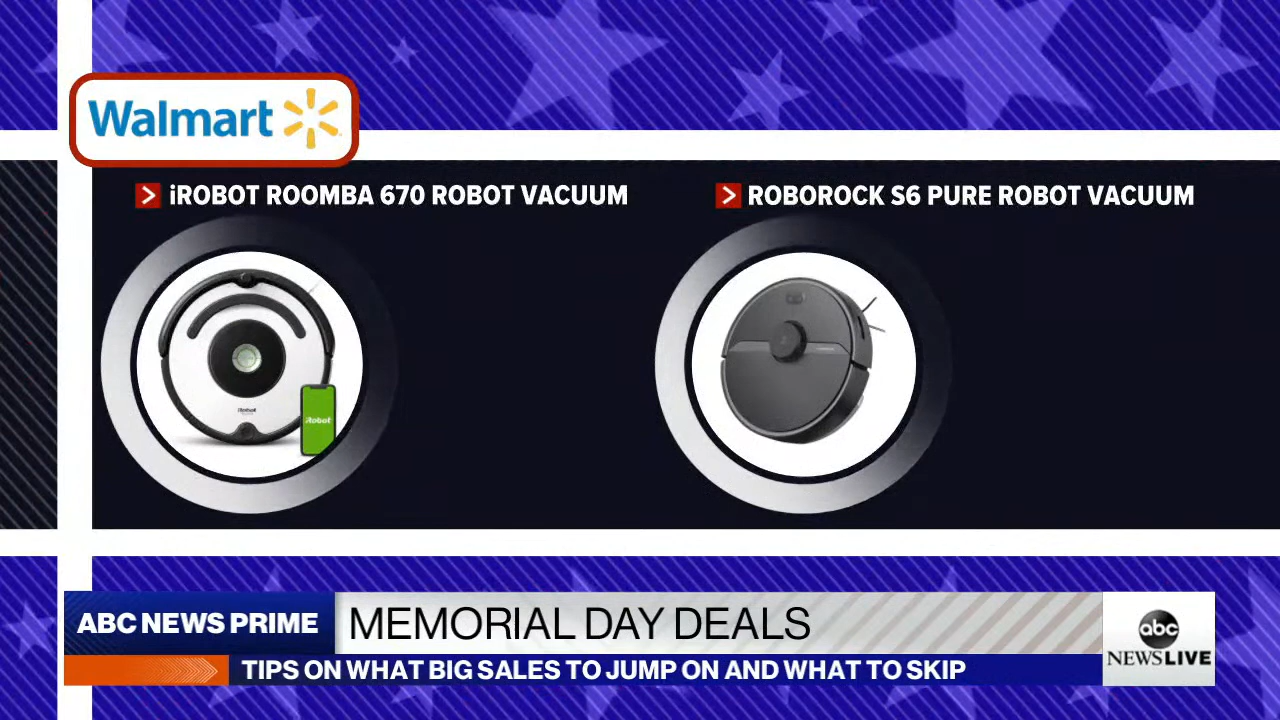 Walmart
iROBOT ROOMBA 670 ROBOT VACUUM
ROBOROCK S6 PURE ROBOT VACUUM
iRobot
iRobot
ABC NEWS PRIME
MEMORIAL DAY DEALS
TIPS ON WHAT BIG SALES TO JUMP ON AND WHAT TO SKIP
abc
NEWSLIVE